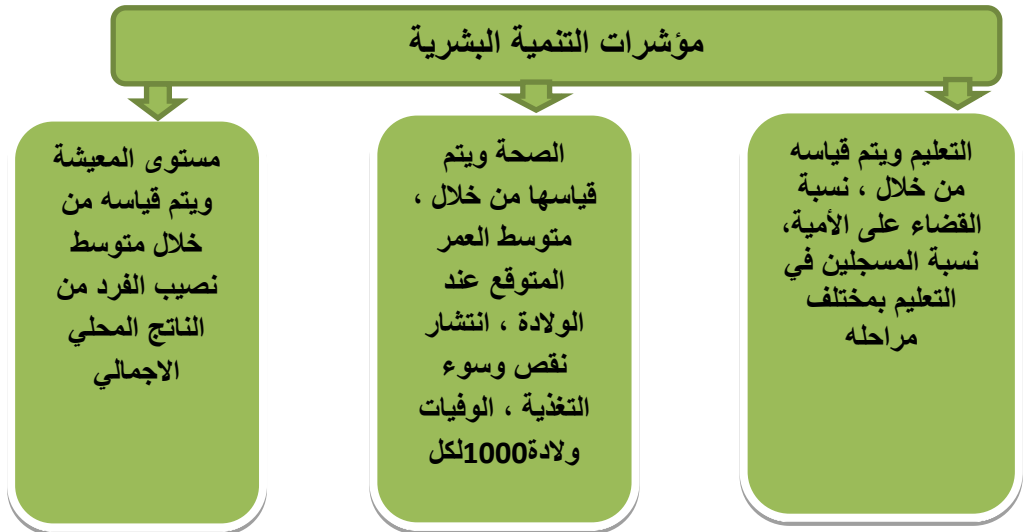 مؤشرات التنمية البشرية
التعليم ويتم قياسه
من خلال ، نسبة
القضاء على الأمية،
نسبة المسجلين في
التعليم بمختلف
مراحله
الصحة ويتم
قياسها من خلال ،
متوسط العمر
المتوقع عند
الولادة ، انتشار
نقص وسوء
التغذية ، الوفيات
لكل1000ولادة
مستوى المعيشة
ويتم قياسه من
خلال متوسط
نصيب الفرد من
الناتج المحلي
الاجمالي